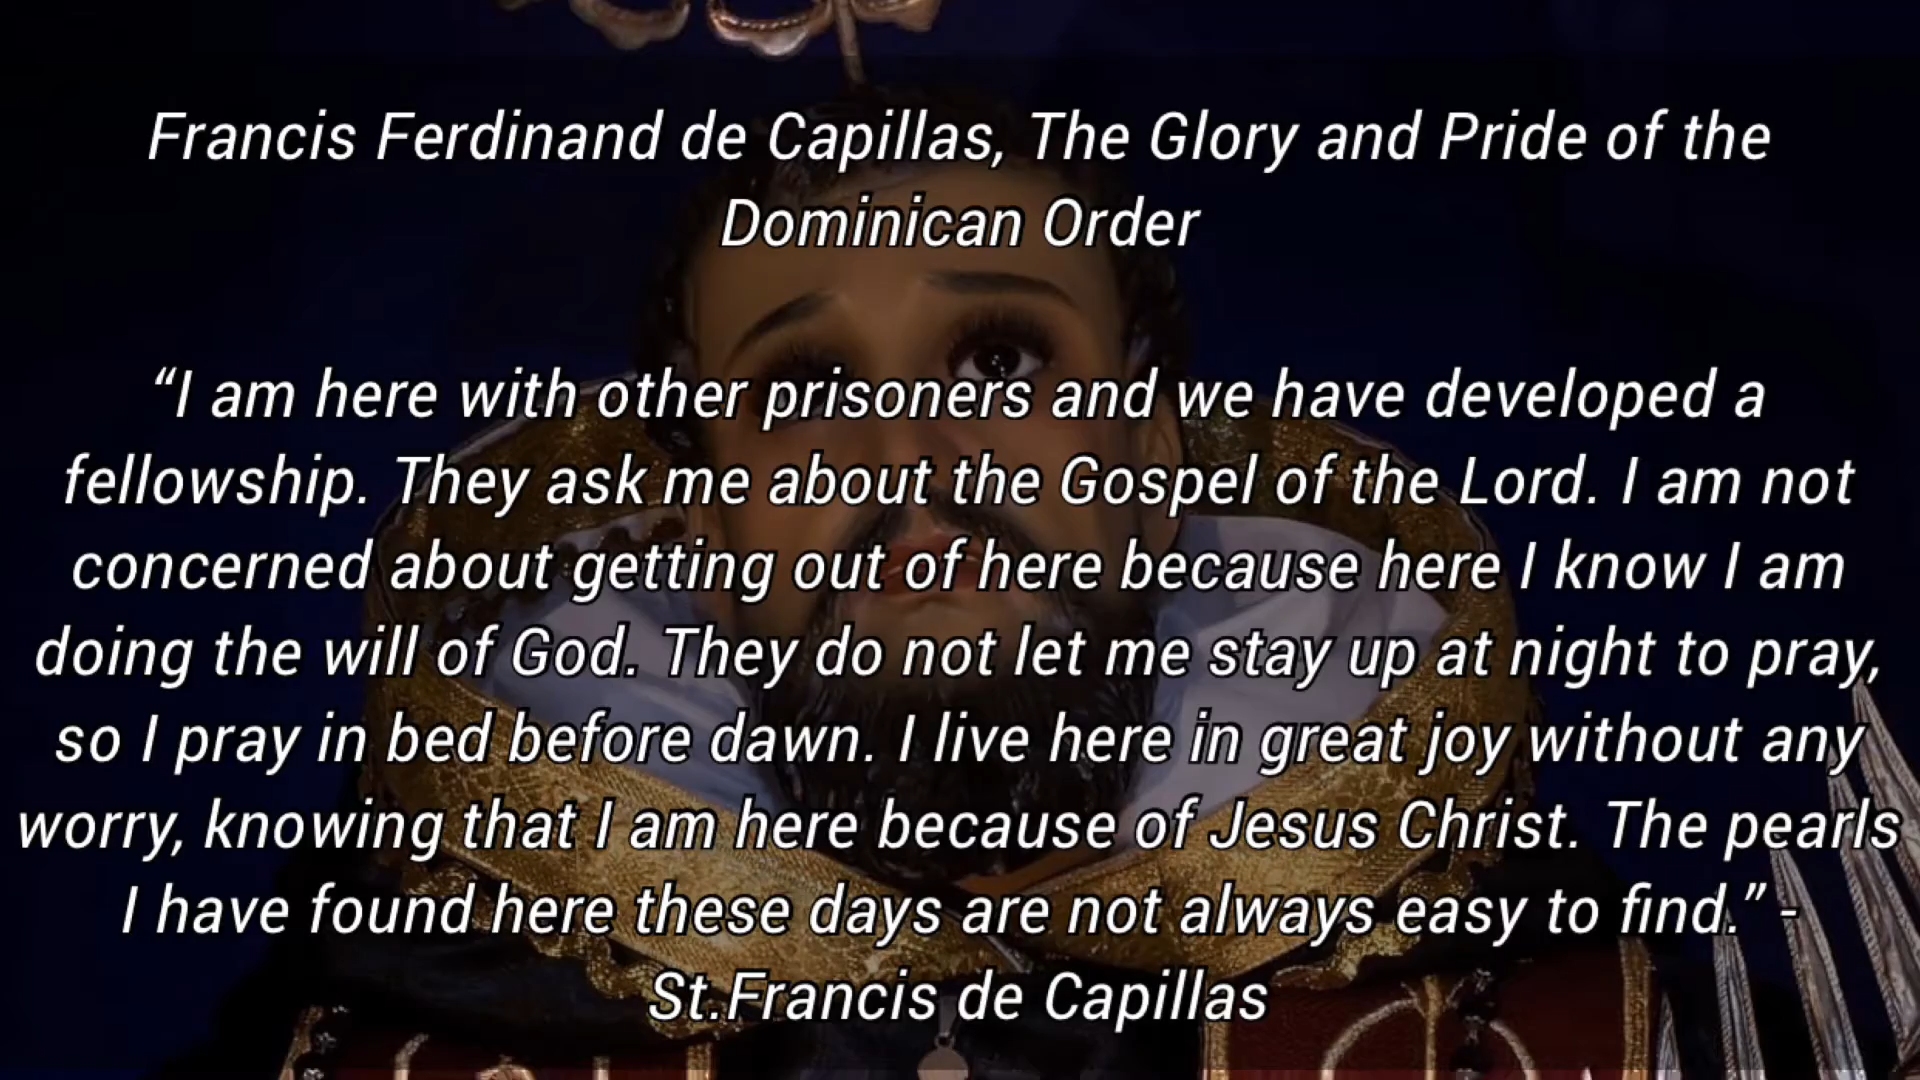 Francis Ferdinand de Capillas, The Glory and Pride of the
Dominican Order
“I am here with other prisoners and we have developed a
fellowship. They ask me about the Gospel of the Lord. I am not
concerned about getting out of here because here I know I am
doing the will of God. They do not let me stay up at night to pray,
so I pray in bed before dawn. I live here in great joy without any
worry, knowing that I am here because of Jesus Christ. The pearls
I have found here these days are not always easy to find.” -
St.Francis de Capillas